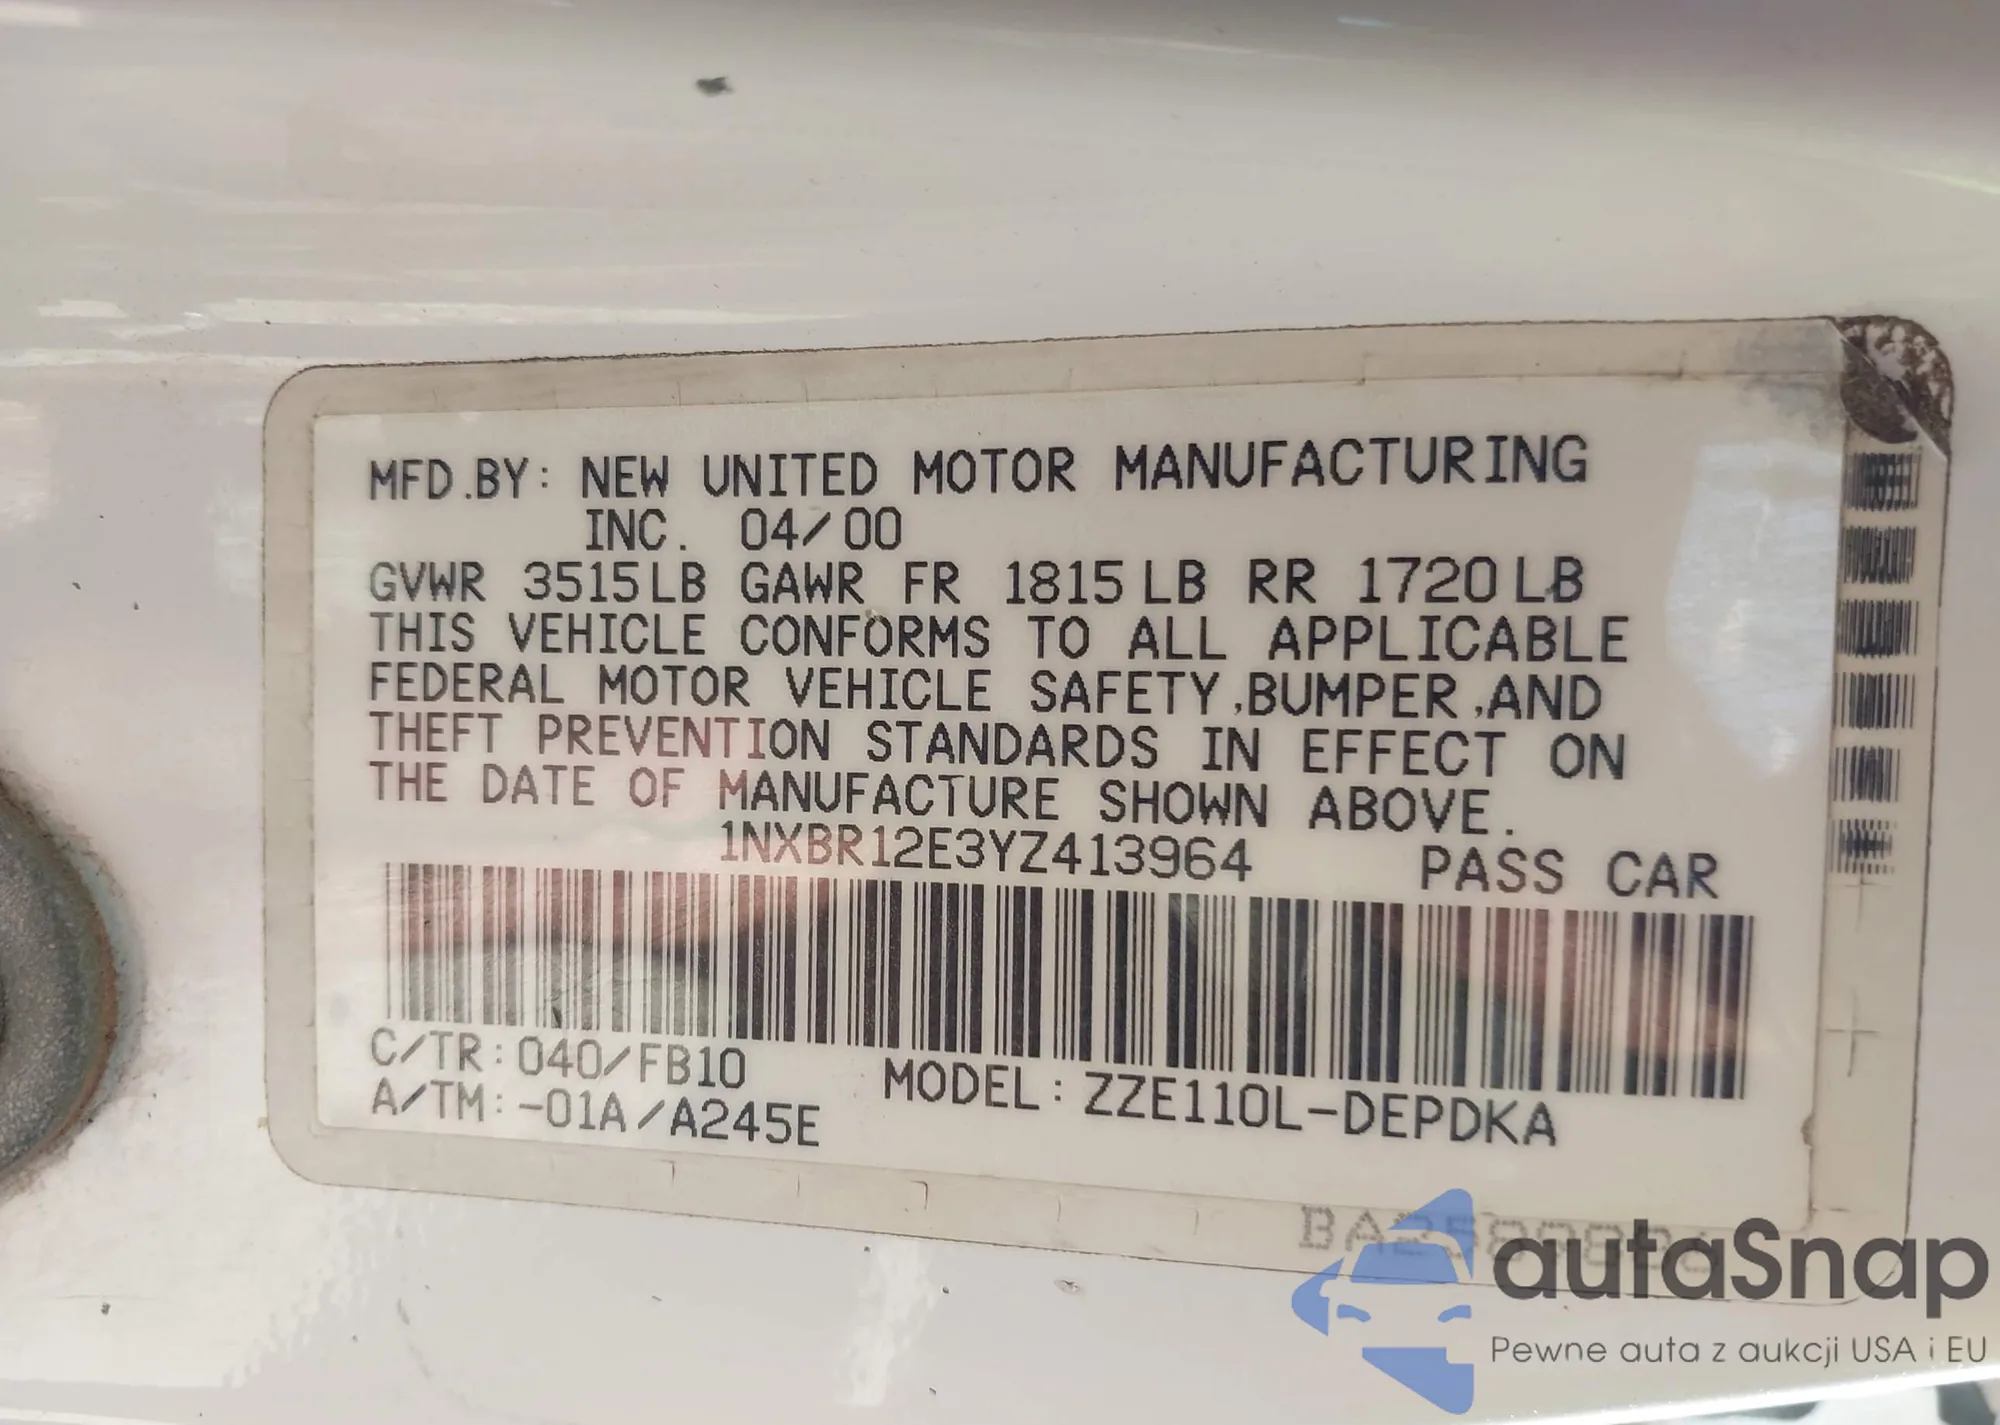 MFD.BY: NEW UNITED MOTOR MANUFACTURING
INC. 04/00
GVWR 3515LB GAWR FR 1815LB RR 1720LB
THIS VEHICLE CONFORMS TO ALL APPLICABLE
FEDERAL MOTOR VEHICLE SAFETY,BUMPER,AND
THEFT PREVENTION STANDARDS IN EFFECT ON
THE DATE OF MANUFACTURE SHOWN ABOVE.
1NXBR12E3YZ413964 PASS CAR
C/TR:040/FB10
A/TM:-01A/A245E
MODEL:ZZE110L-DEPDKA
autaSnap
Pewne auta z aukcji USA i EU